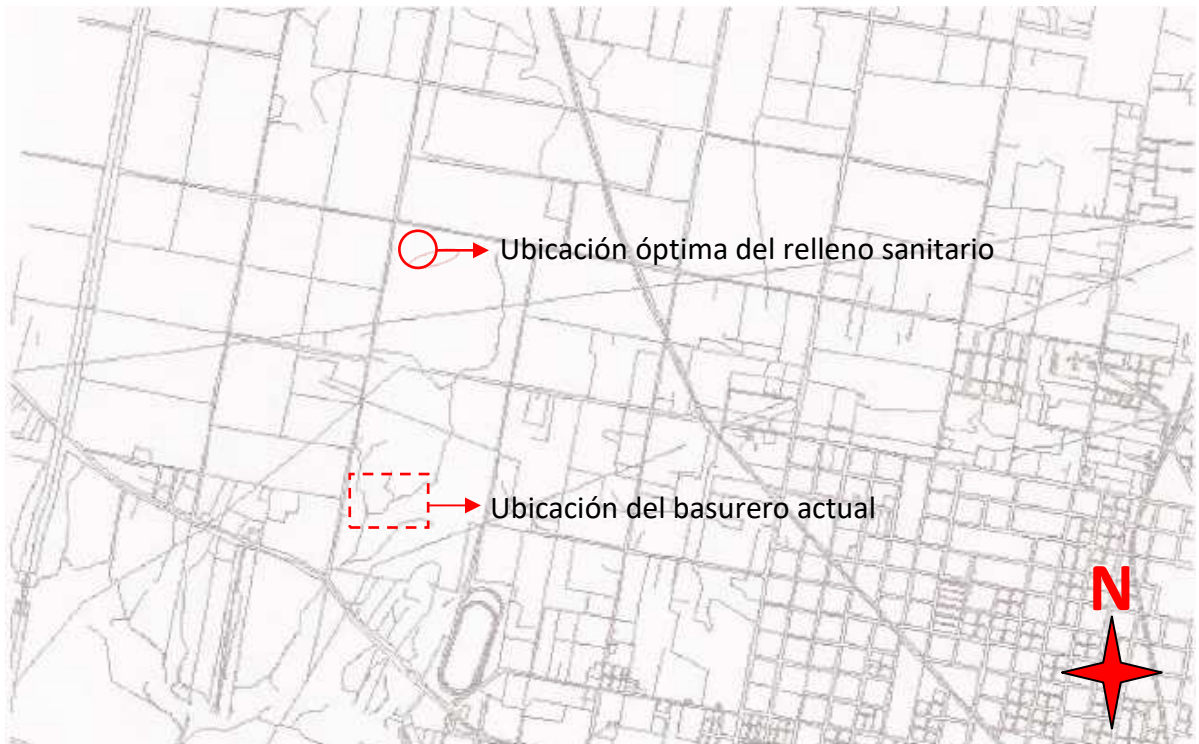 Ubicación óptima del relleno sanitario
Ubicación del basurero actual
N